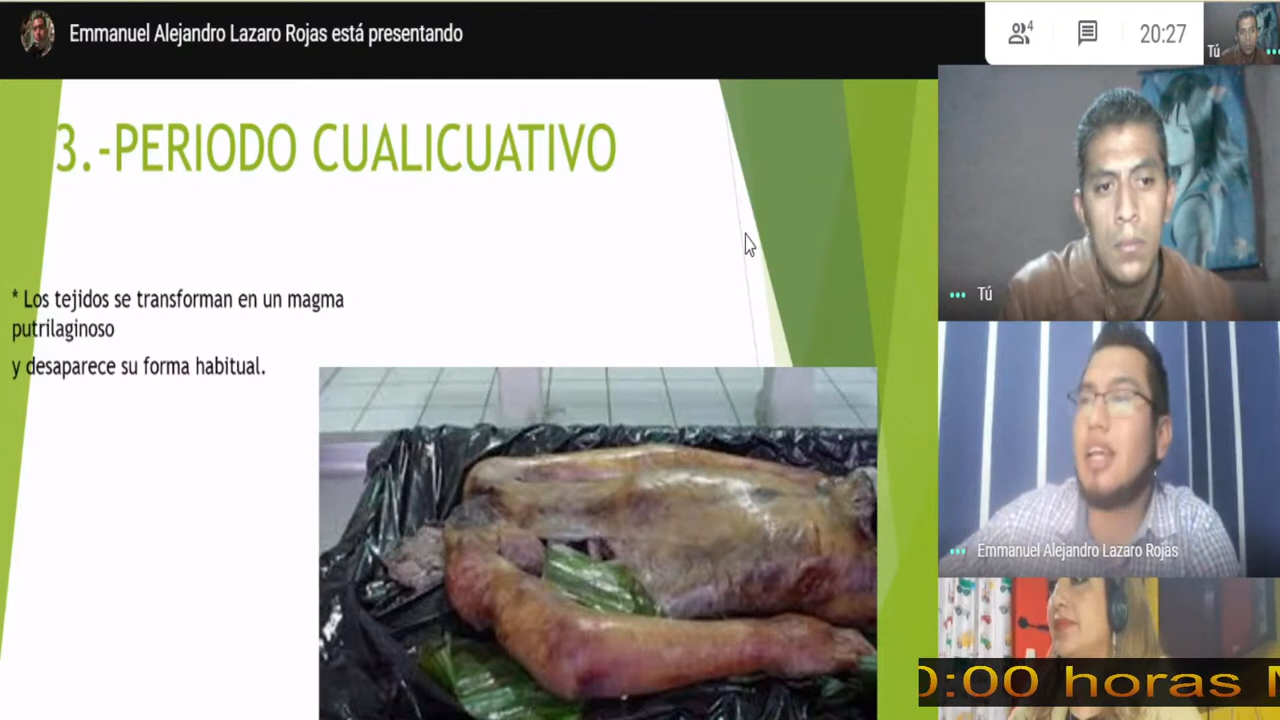 Emmanuel Alejandro Lazaro Rojas está presentando
4
20:27
Tú
3.-PERIODO CUALICUATIVO
* Los tejidos se transforman en un magma
putrilaginoso
y desaparece su forma habitual.
Tú
Emmanuel Alejandro Lazaro Rojas
0:00 horas